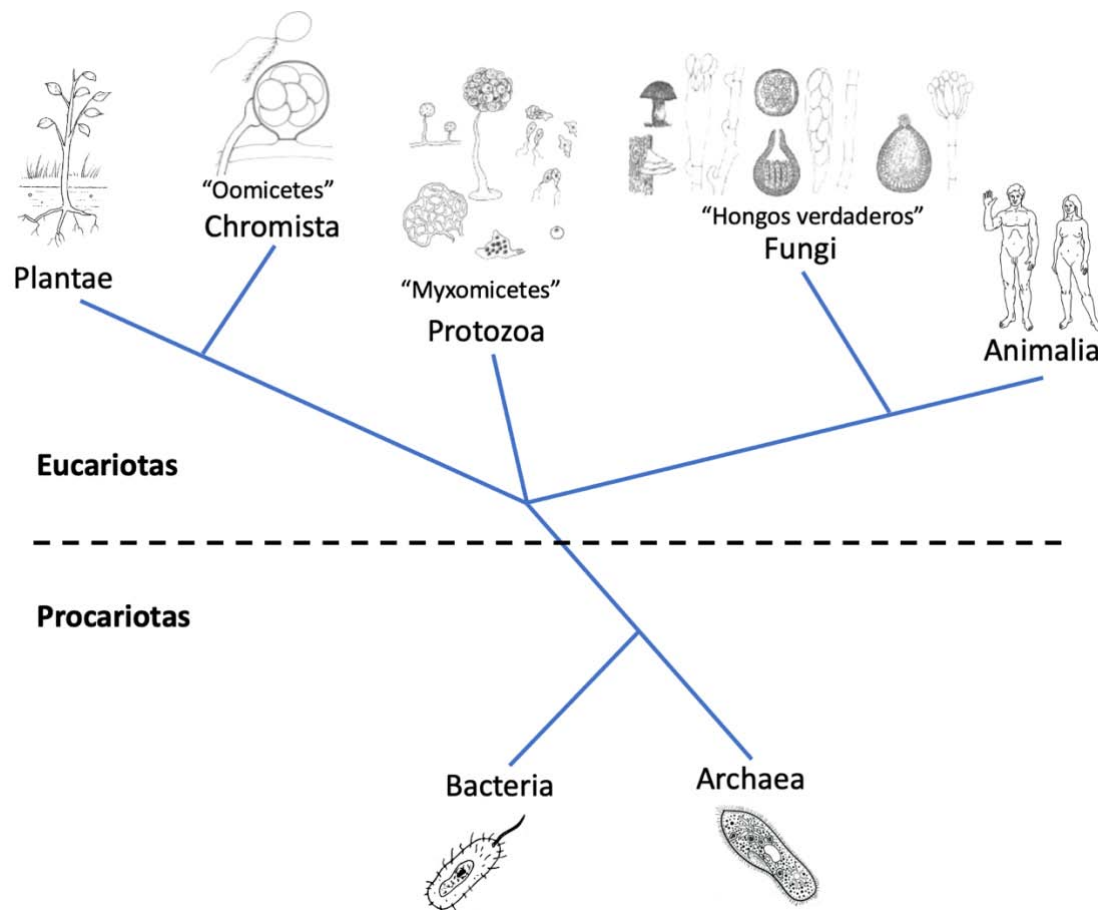 “Oomicetes”
Chromista
“Hongos verdaderos”
Fungi
Plantae
“Myxomicetes”
Protozoa
Animalia
Eucariotas
Procariotas
Bacteria
Archaea